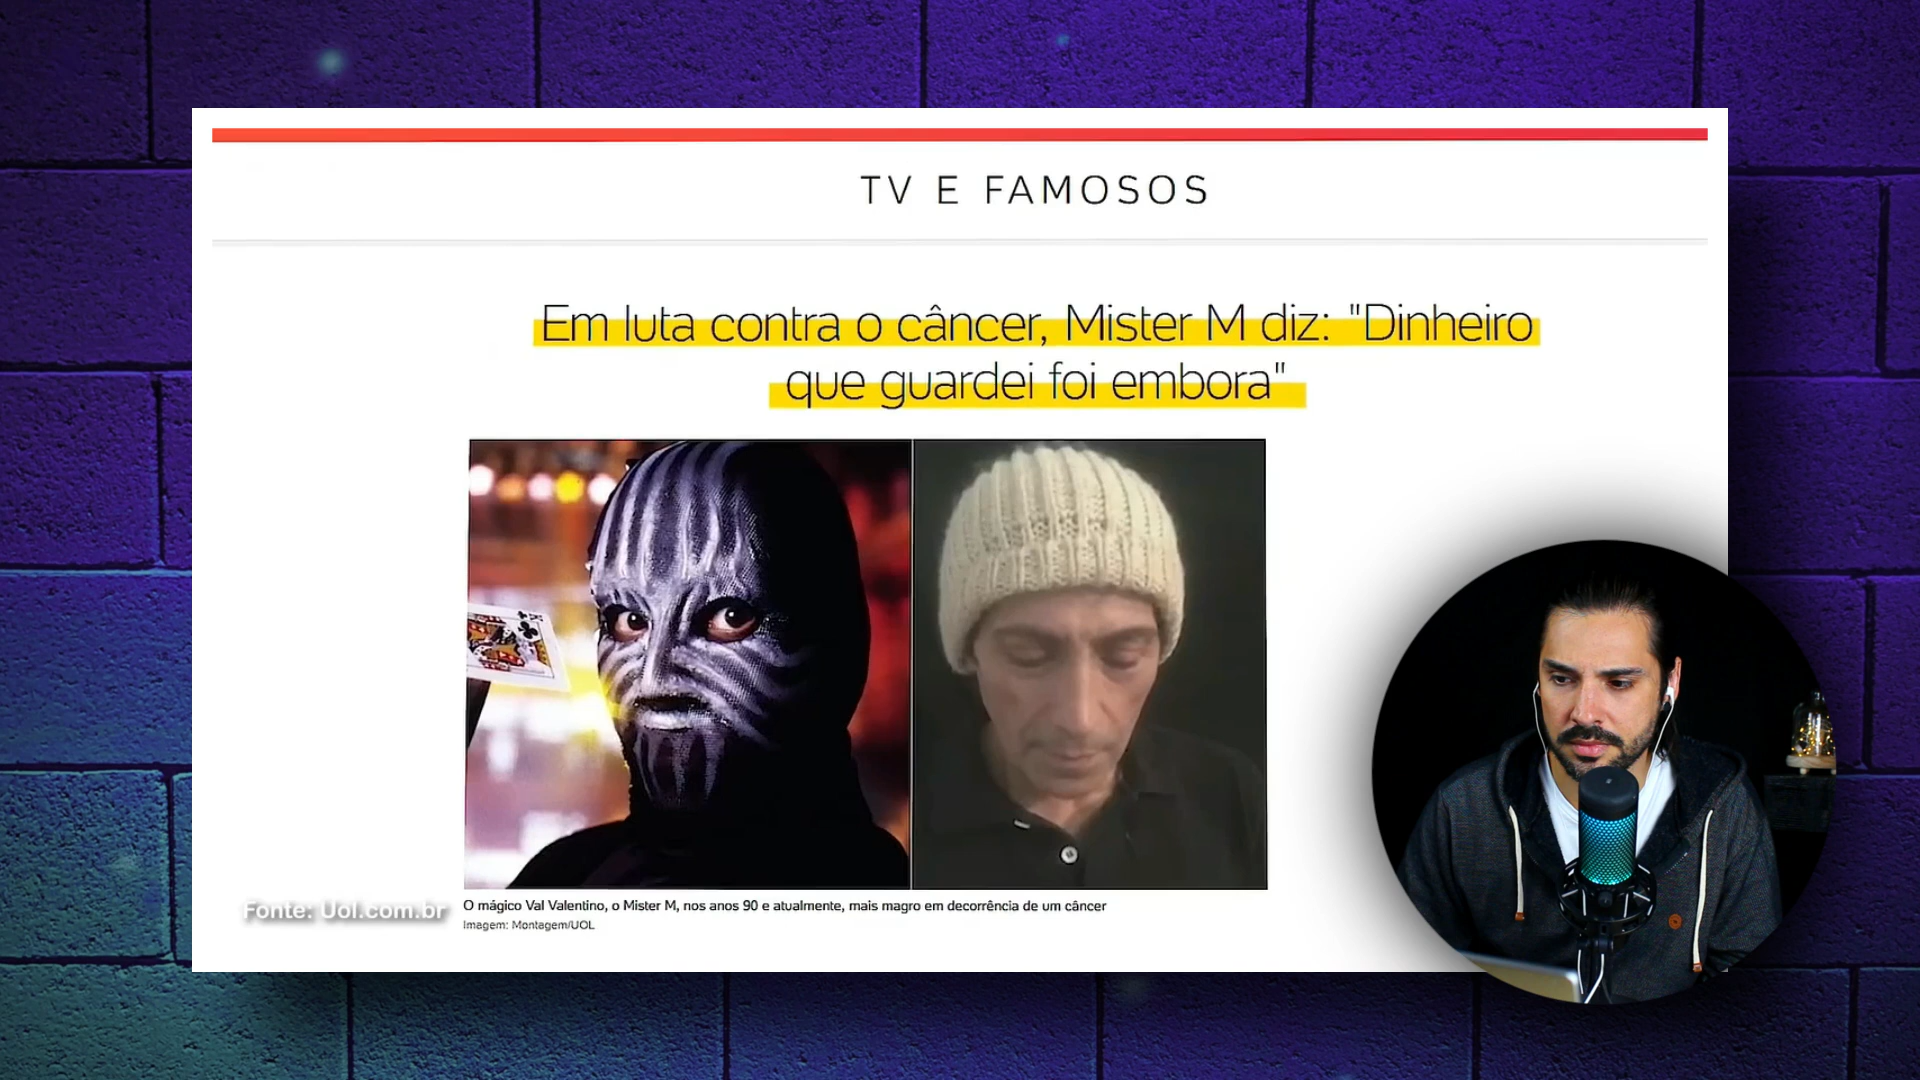 TV E FAMOSOS
Em luta contra o câncer, Mister M diz: "Dinheiro
que guardei foi embora"
K
Fonte: Uol.com.br
O mágico Val Valentino, o Mister M, nos anos 90 e atualmente, mais magro em decorrência de um câncer
Imagem: Montagem/UOL